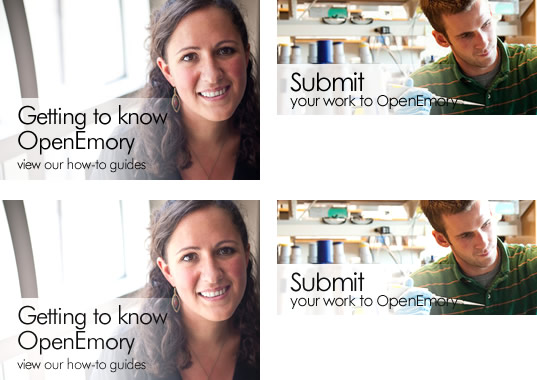 Getting to know
OpenEmory
view our how-to guides
Submit
your work to OpenEmory
Getting to know
OpenEmory
view our how-to guides
Submit
your work to OpenEmory